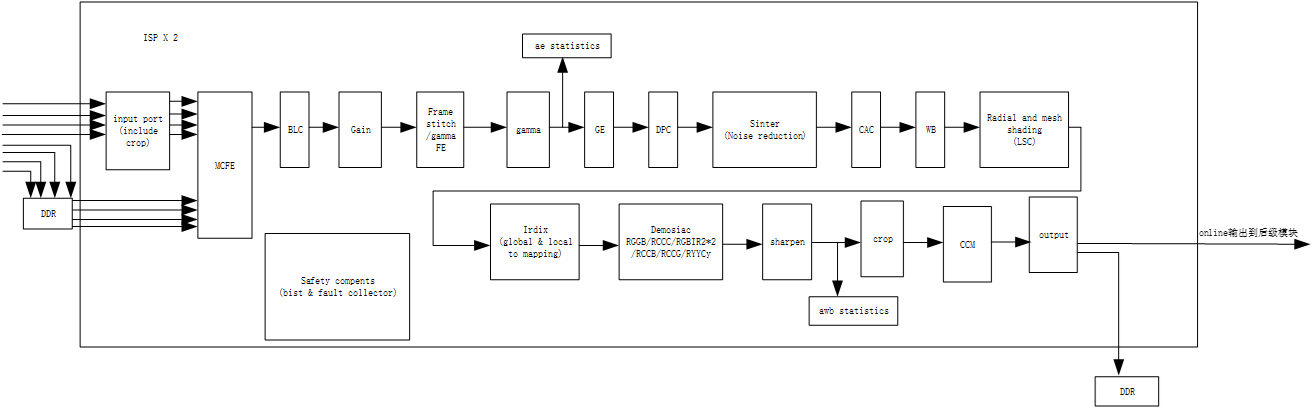 ISP X 2
ae statistics
input port
(include
crop)
MCFE
BLC
Gain
Frame
stitch
/gamma
FE
gamma
GE
DPC
Sinter
(Noise reduction)
CAC
WB
Radial and mesh
shading
(LSC)
DDR
Safety compents
(bist & fault collector)
Irdix
(global & local
to mapping)
Demosiac
RGGB/RCCC/RGBIR2*2
/RCCB/RCCG/RYYCy
sharpen
crop
CCM
output
online输出到后级模块
awb statistics
DDR